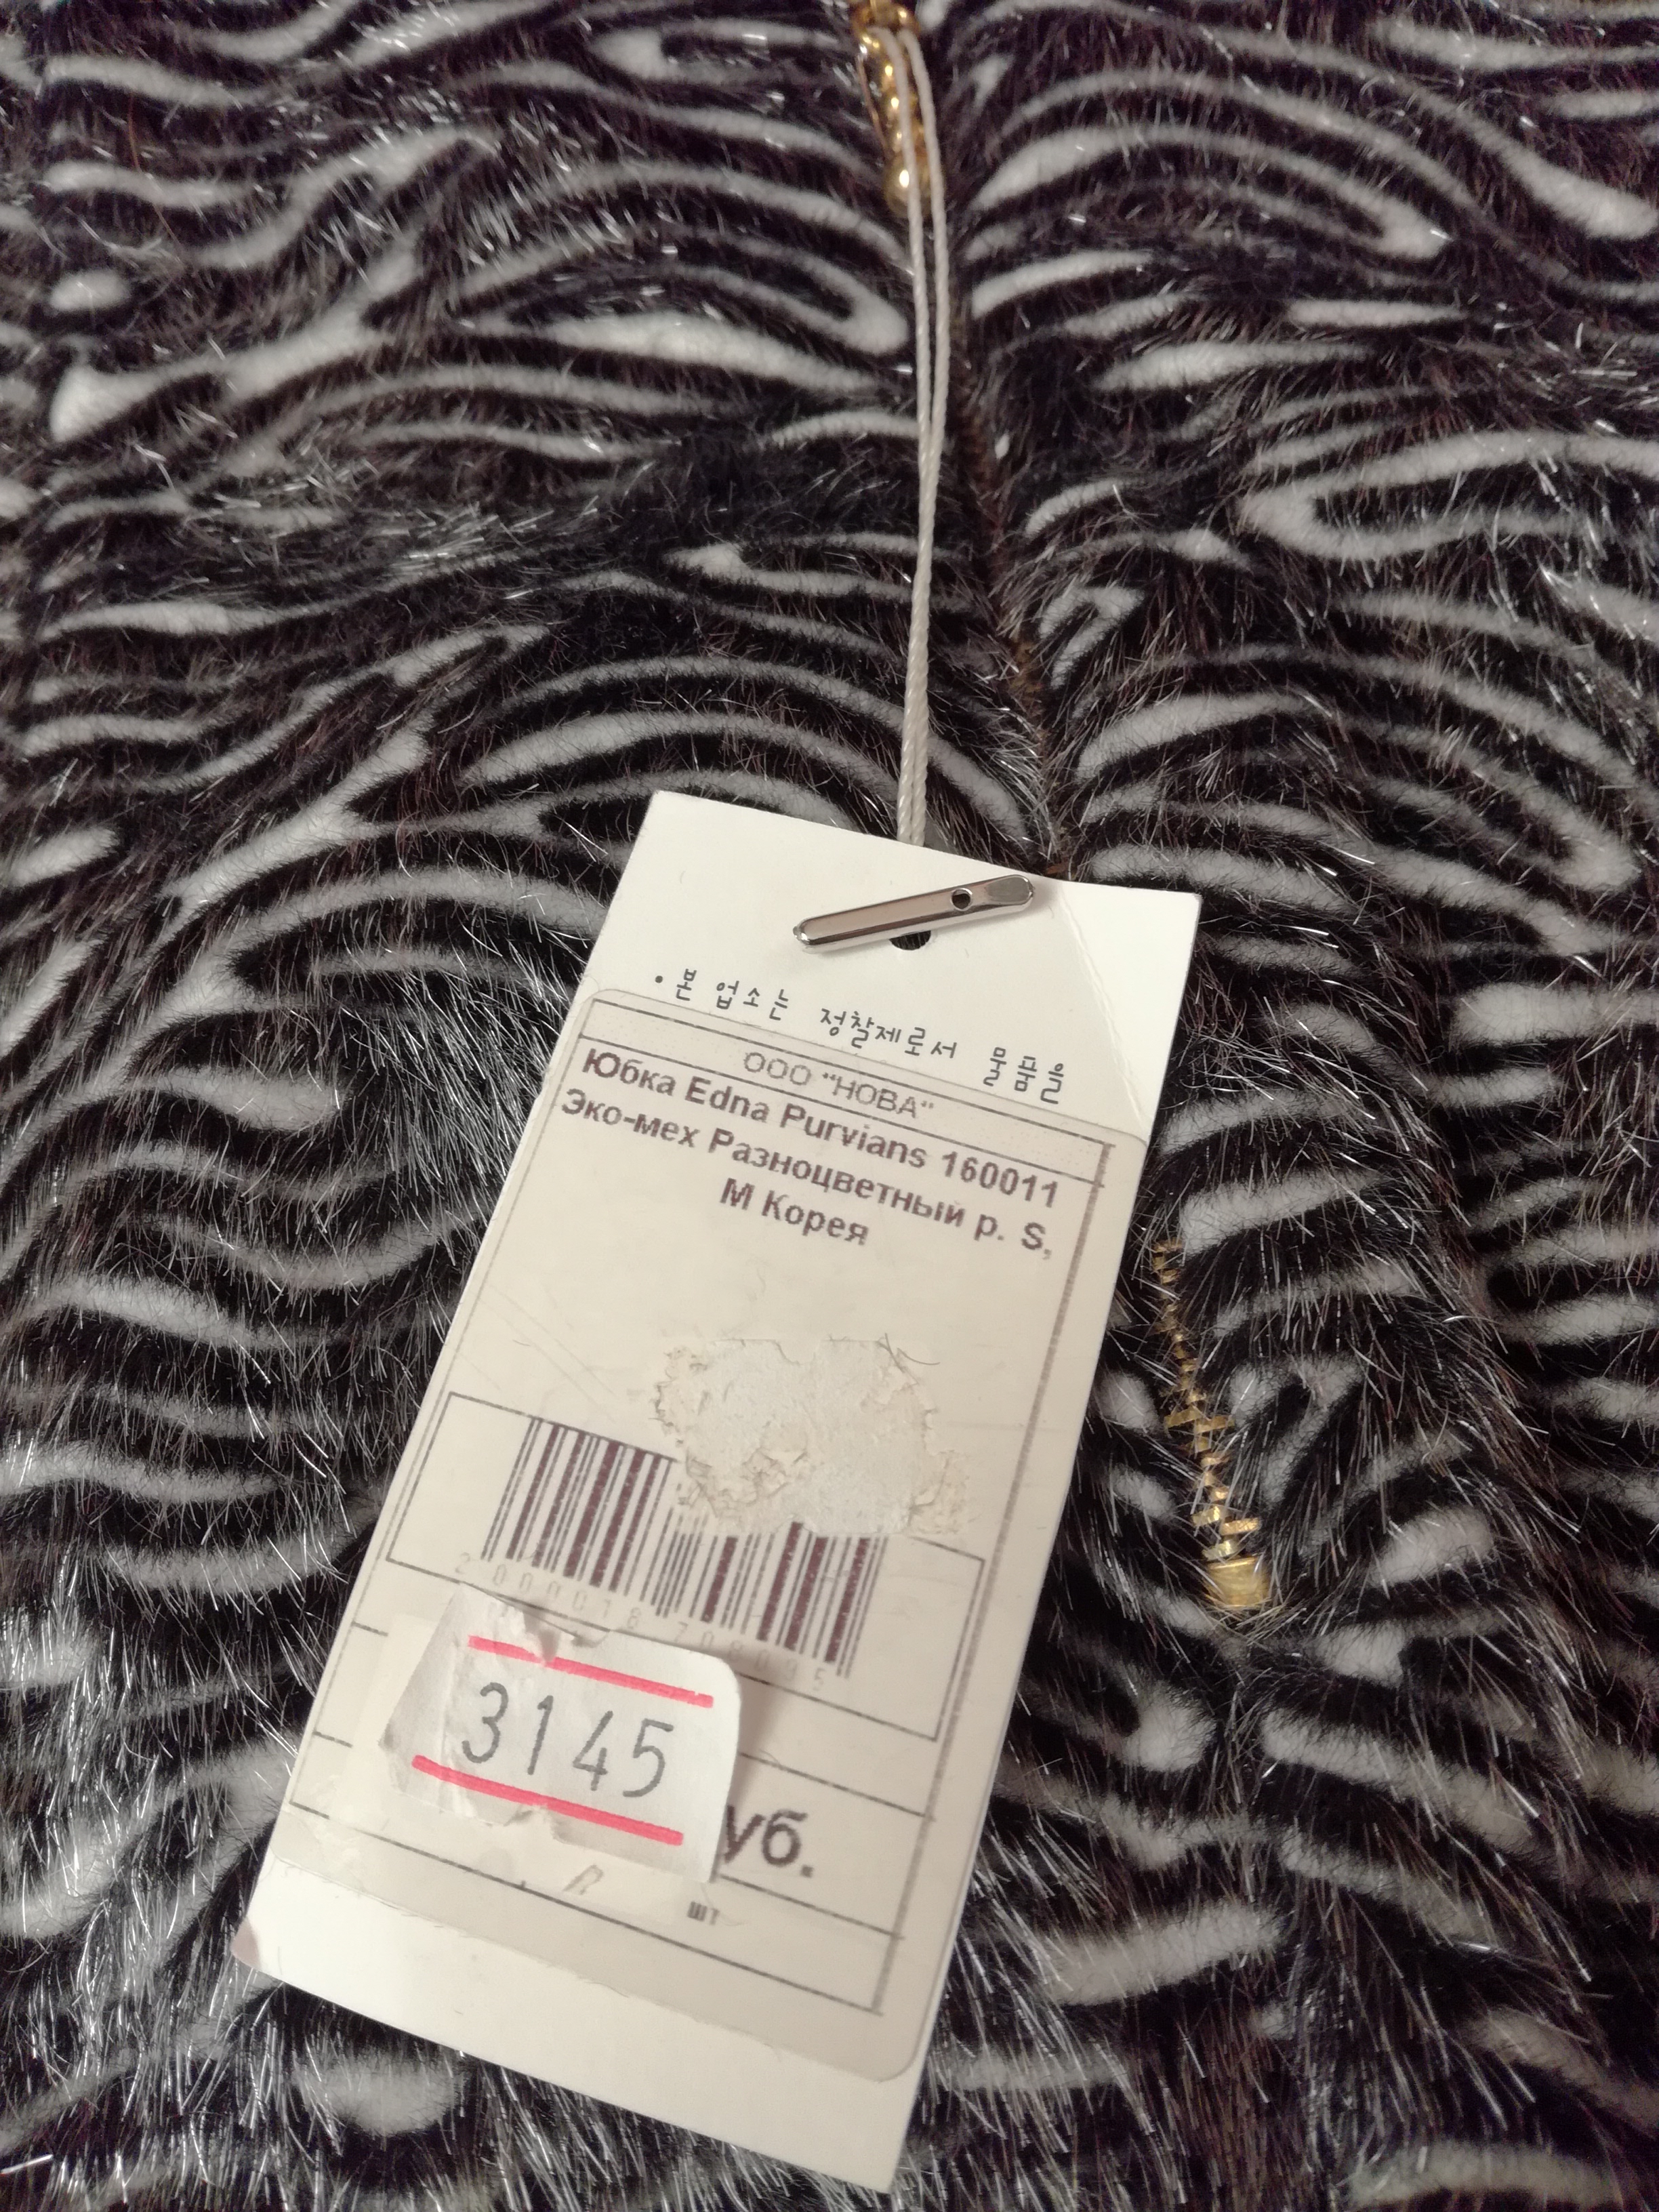 • 본 업소는 정찰제로서 물품을
ООО "НОВА"
Юбка Edna Purvians 160011
Эко-мех Разноцветный р. S,
М Корея
3145
уб.
шт